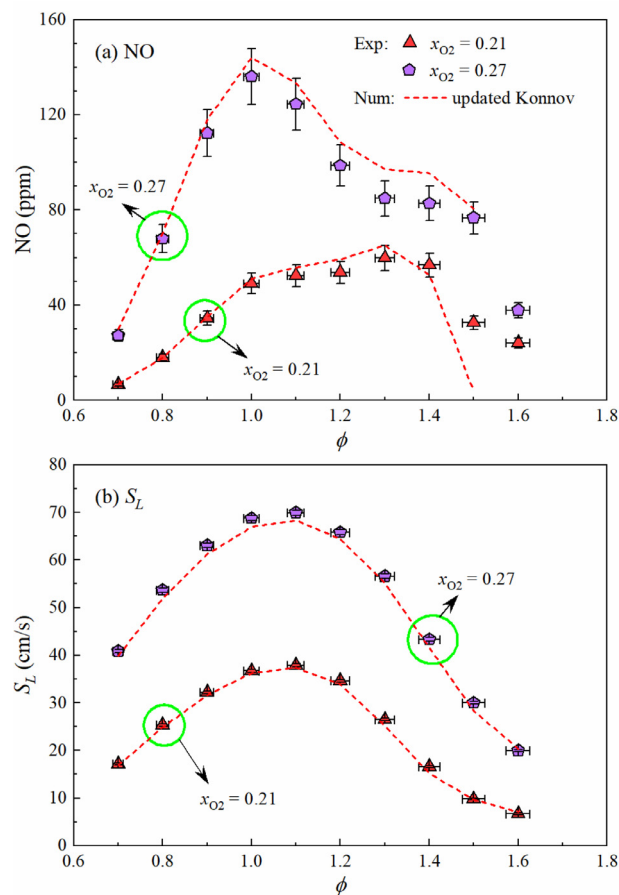 (a) NO
Exp: x_O2 = 0.21
x_O2 = 0.27
Num: updated Konnov
NO (ppm)
160
120
80
40
0
x_O2 = 0.27
x_O2 = 0.21
0.6 0.8 1.0 1.2 1.4 1.6 1.8
ϕ
(b) S_L
S_L (cm/s)
80
70
60
50
40
30
20
10
0
x_O2 = 0.27
x_O2 = 0.21
0.6 0.8 1.0 1.2 1.4 1.6 1.8
ϕ